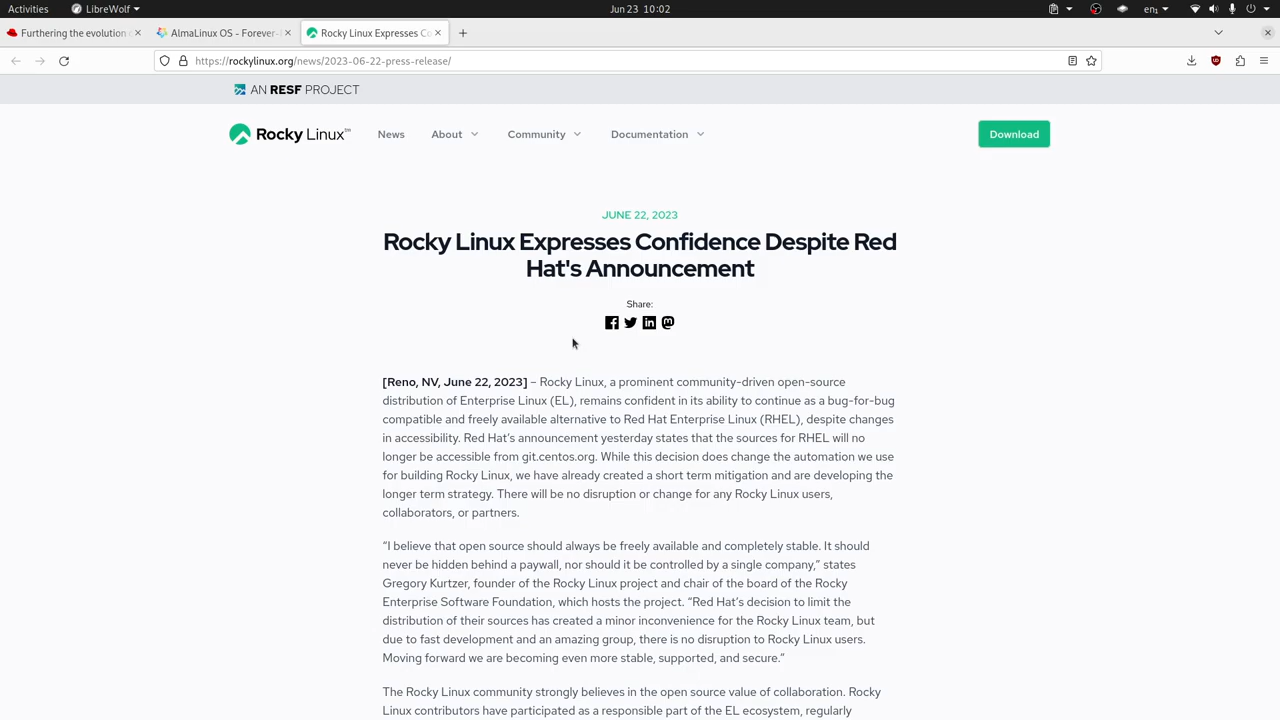 Activities LibreWolf Jun 23 10:02 en₁
Furthering the evolution o AlmaLinux OS - Forever- Rocky Linux Expresses Co
https://rockylinux.org/news/2023-06-22-press-release/
AN RESF PROJECT
Rocky Linux™ News About Community Documentation Download
JUNE 22, 2023
Rocky Linux Expresses Confidence Despite Red
Hat's Announcement
Share:
[Reno, NV, June 22, 2023] – Rocky Linux, a prominent community-driven open-source
distribution of Enterprise Linux (EL), remains confident in its ability to continue as a bug-for-bug
compatible and freely available alternative to Red Hat Enterprise Linux (RHEL), despite changes
in accessibility. Red Hat’s announcement yesterday states that the sources for RHEL will no
longer be accessible from git.centos.org. While this decision does change the automation we use
for building Rocky Linux, we have already created a short term mitigation and are developing the
longer term strategy. There will be no disruption or change for any Rocky Linux users,
collaborators, or partners.
“I believe that open source should always be freely available and completely stable. It should
never be hidden behind a paywall, nor should it be controlled by a single company,” states
Gregory Kurtzer, founder of the Rocky Linux project and chair of the board of the Rocky
Enterprise Software Foundation, which hosts the project. “Red Hat’s decision to limit the
distribution of their sources has created a minor inconvenience for the Rocky Linux team, but
due to fast development and an amazing group, there is no disruption to Rocky Linux users.
Moving forward we are becoming even more stable, supported, and secure.”
The Rocky Linux community strongly believes in the open source value of collaboration. Rocky
Linux contributors have participated as a responsible part of the EL ecosystem, regularly